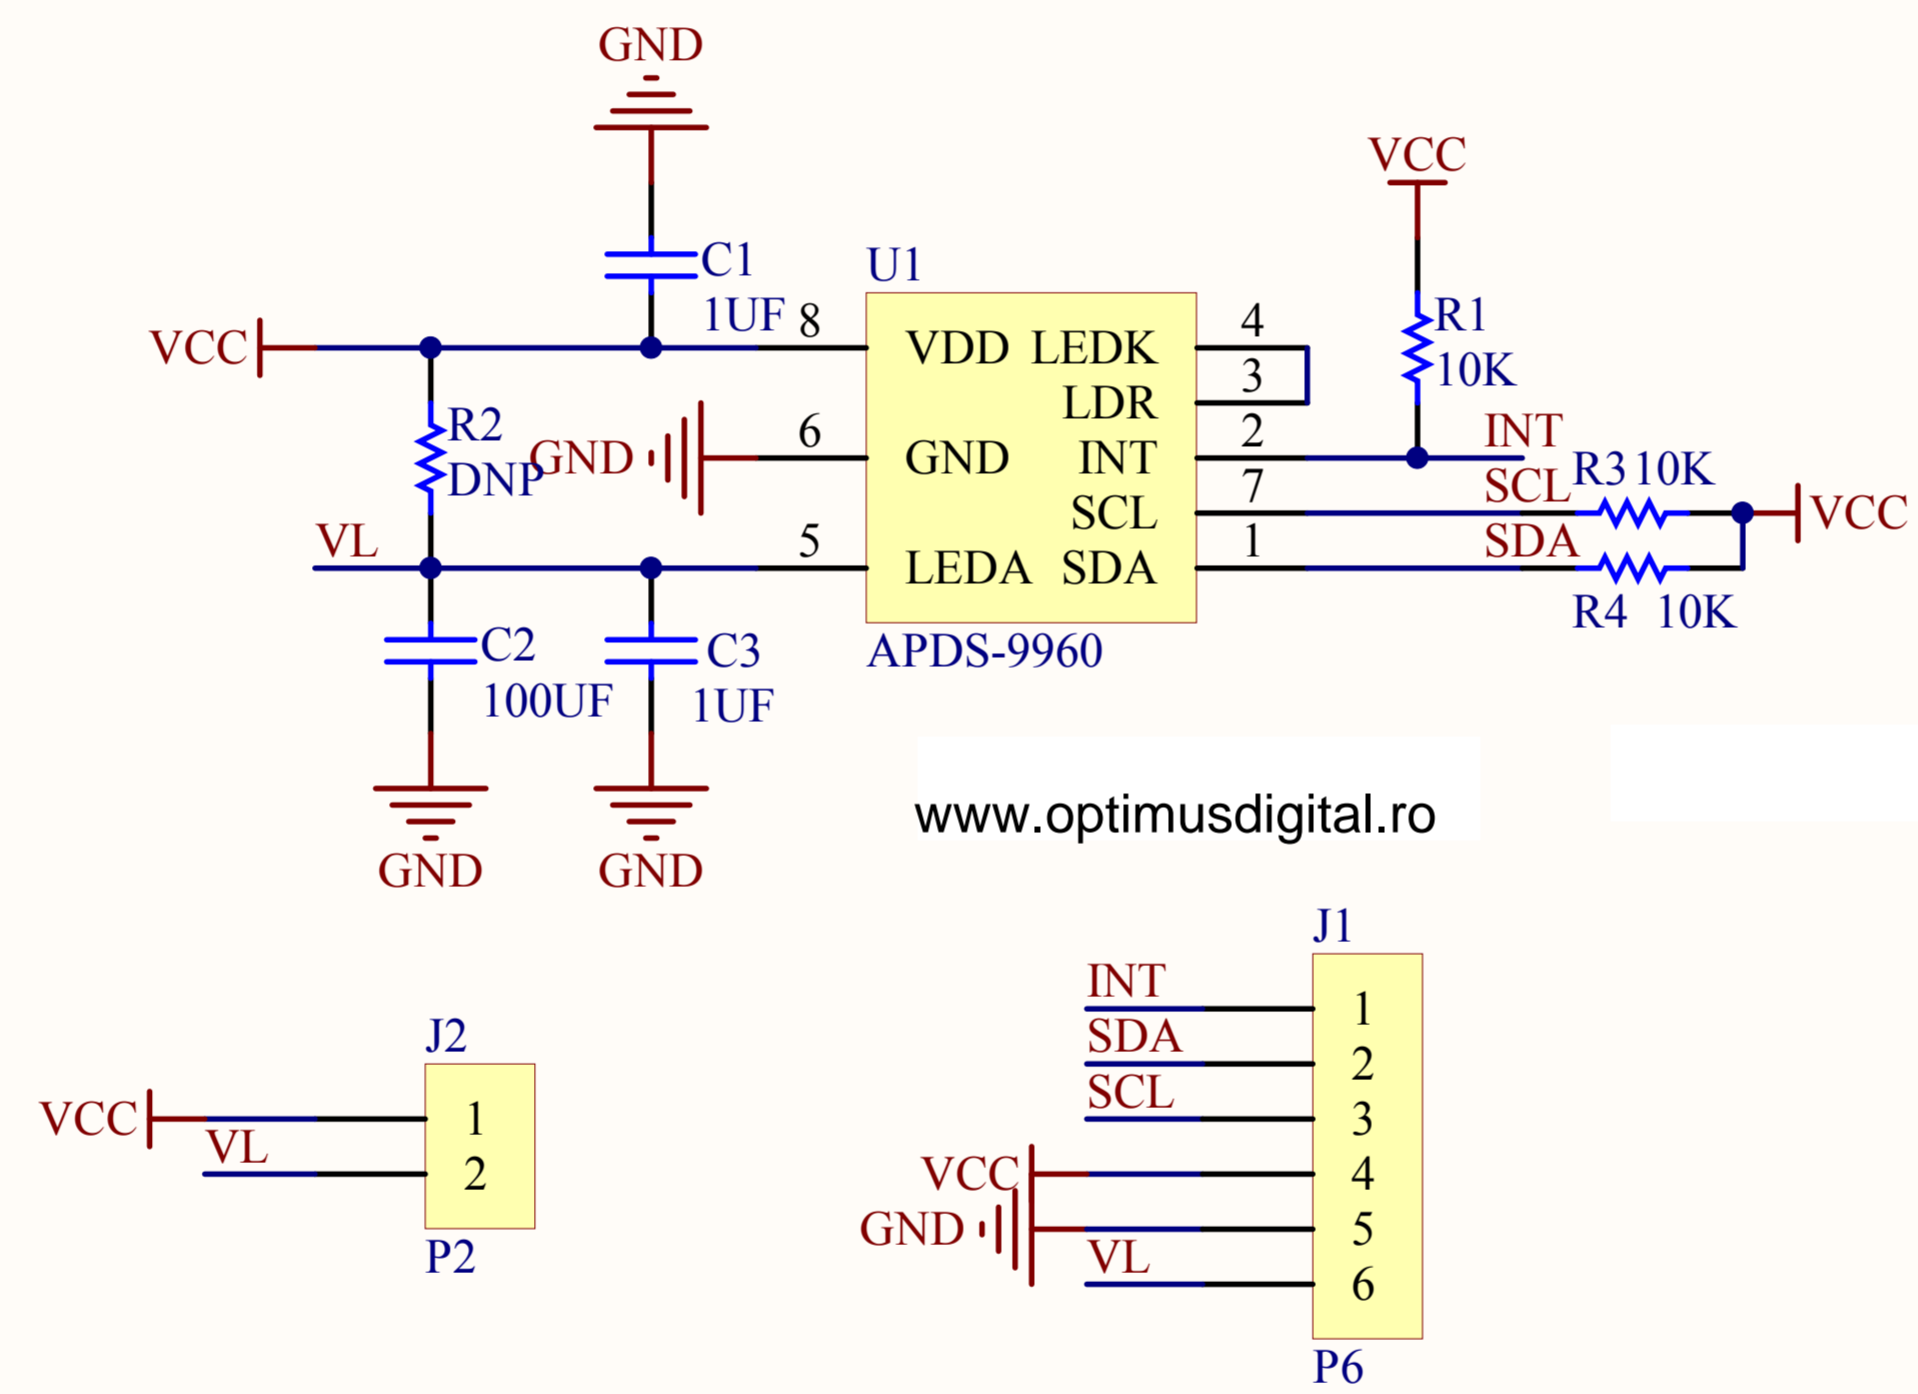 GND
VCC
U1
C1
1UF
8
VCC
VDD
LEDK
4
R1
10K
3
LDR
R2
DNP
GND
6
GND
INT
2
INT
R3 10K
SCL
7
SCL
VCC
VL
5
LEDA
SDA
1
SDA
R4 10K
C2
100UF
C3
1UF
APDS-9960
GND
GND
www.optimusdigital.ro
J1
INT
1
SDA
2
SCL
3
VCC
4
GND
5
VL
6
P6
J2
VCC
1
VL
2
P2